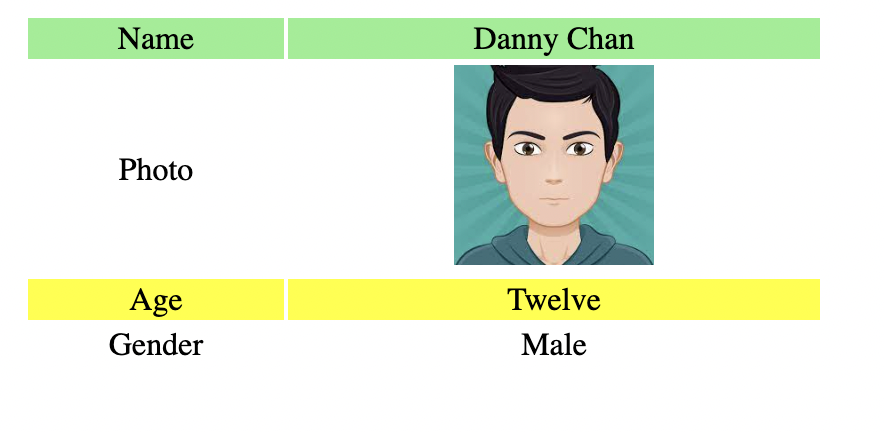 Name Danny Chan
Photo
Age Twelve
Gender Male